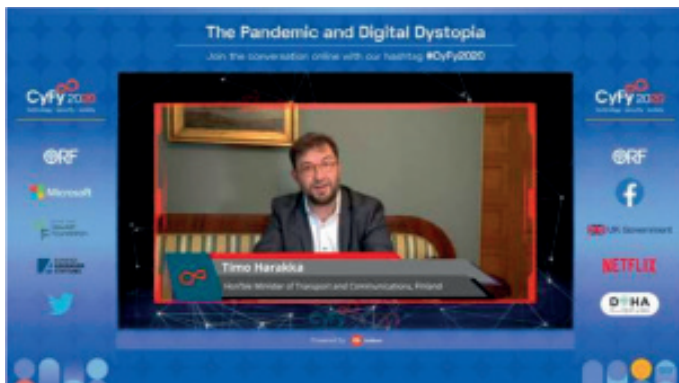 The Pandemic and Digital Dystopia
Join the conversation online with our hashtag #CyFy2020
CyFy2020
CyFy2020
ORF
ORF
Microsoft
UK Government
NETFLIX
Timo Harakka
Hon'ble Minister of Transport and Communications, Finland
DOHA
Powered by